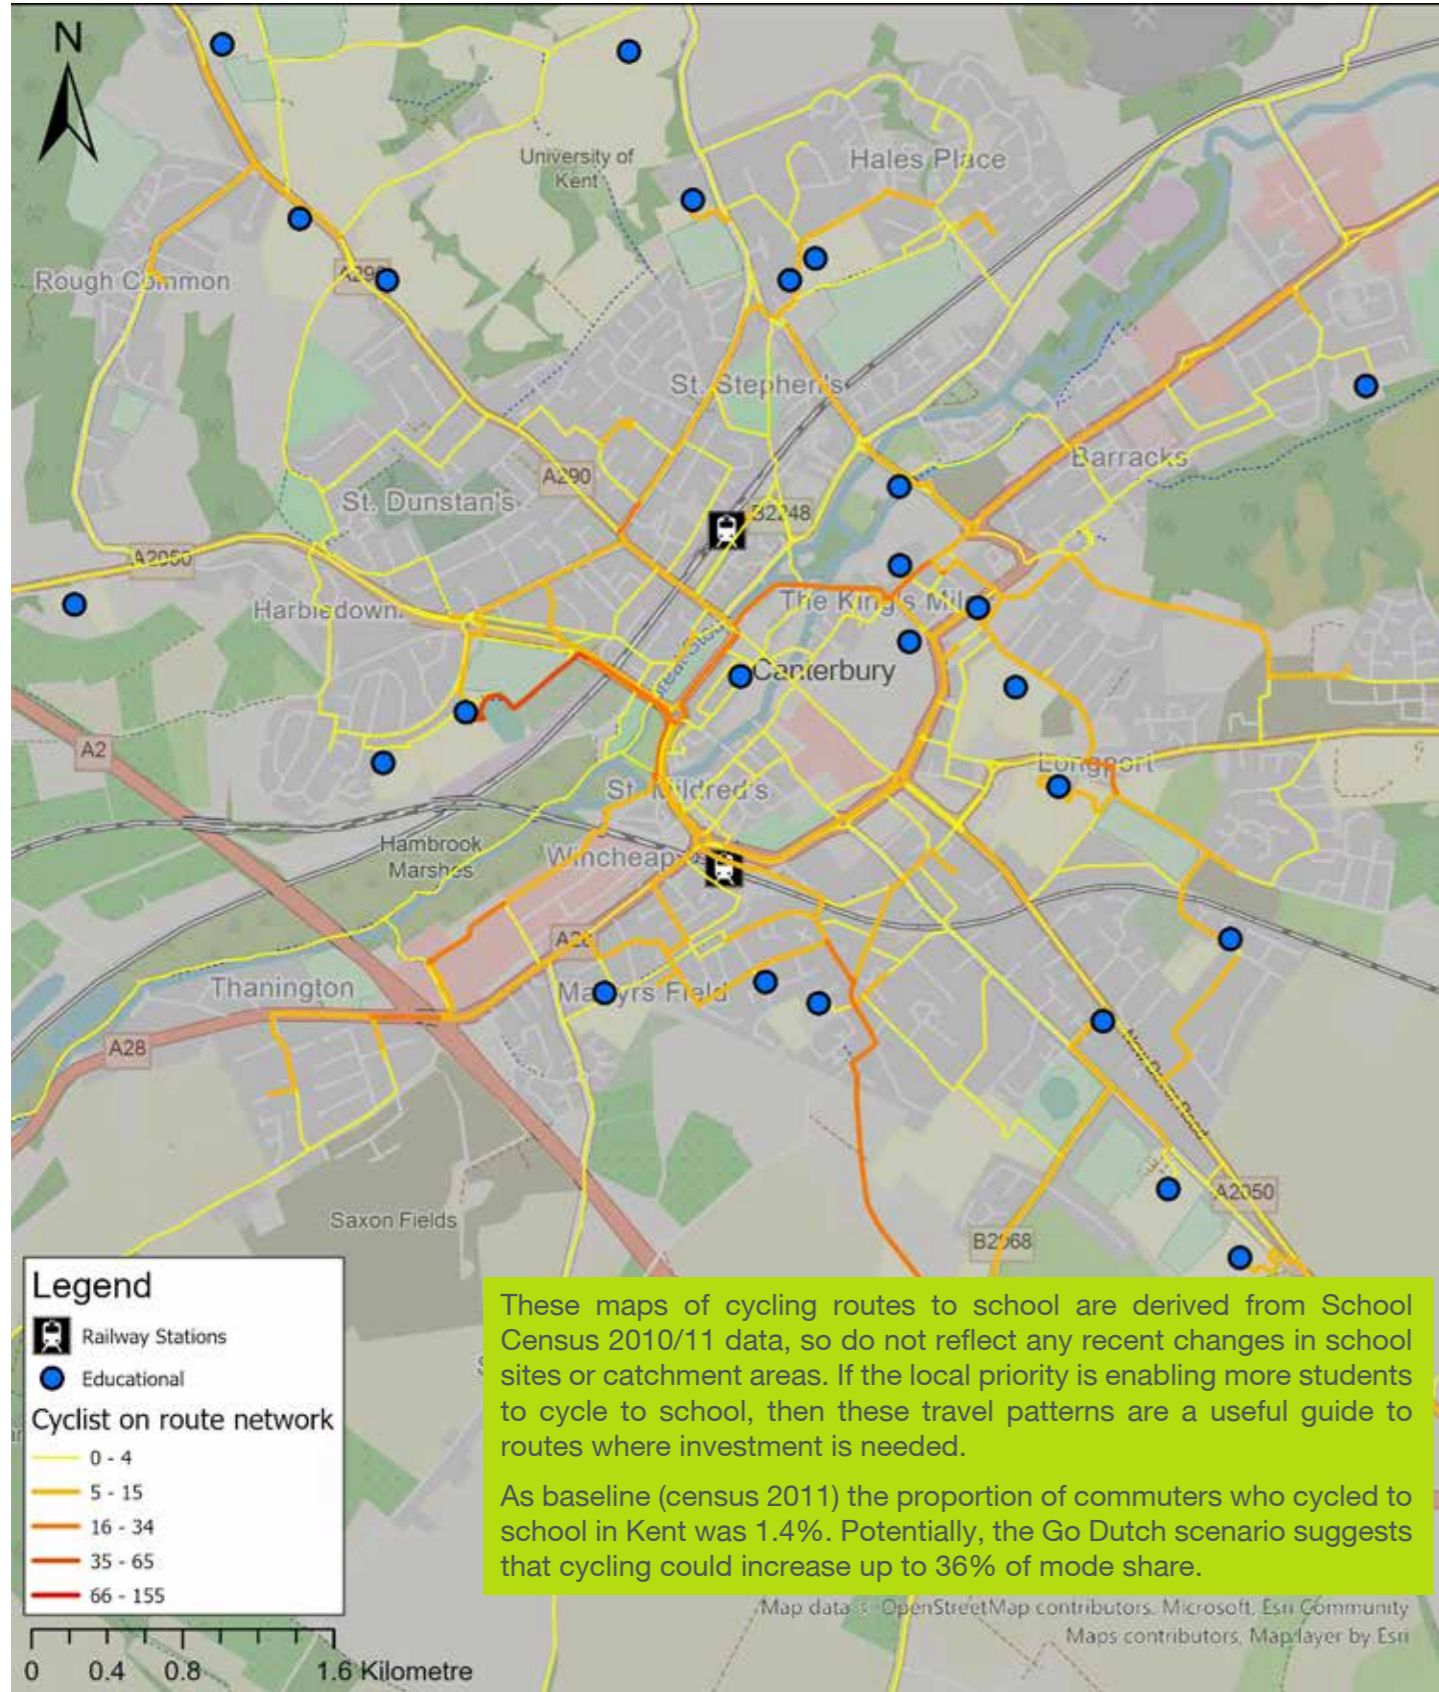 N
University of
Kent
Hales Place
Rough Common
A290
St. Stephen's
A290
Barracks
St. Dunstan's
B2248
A2050
Harbledown
The King's Mil
Great Stou
Canterbury
A2
Longport
St. Mildred's
Hambrook
Marshes
Wincheap
A28
Thanington
Martyrs Field
A28
New Dover Road
Saxon Fields
A2050
B2068
Legend
Railway Stations
Educational
Cyclist on route network
0 - 4
5 - 15
16 - 34
35 - 65
66 - 155
0 0.4 0.8 1.6 Kilometre
These maps of cycling routes to school are derived from School
Census 2010/11 data, so do not reflect any recent changes in school
sites or catchment areas. If the local priority is enabling more students
to cycle to school, then these travel patterns are a useful guide to
routes where investment is needed.
As baseline (census 2011) the proportion of commuters who cycled to
school in Kent was 1.4%. Potentially, the Go Dutch scenario suggests
that cycling could increase up to 36% of mode share.
Map data © OpenStreetMap contributors, Microsoft, Esri Community
Maps contributors, Map layer by Esri